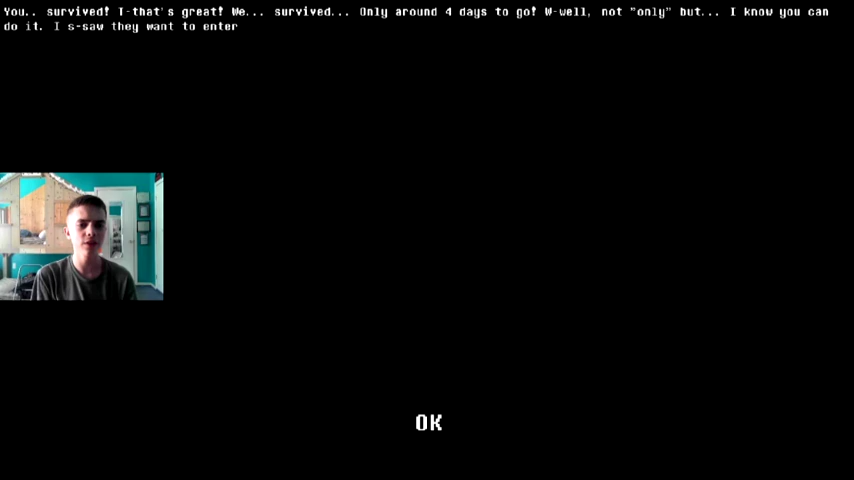 You.. survived! T-that's great! We... survived... Only around 4 days to go! W-well, not "only" but... I know you can
do it. I s-saw they want to enter
OK